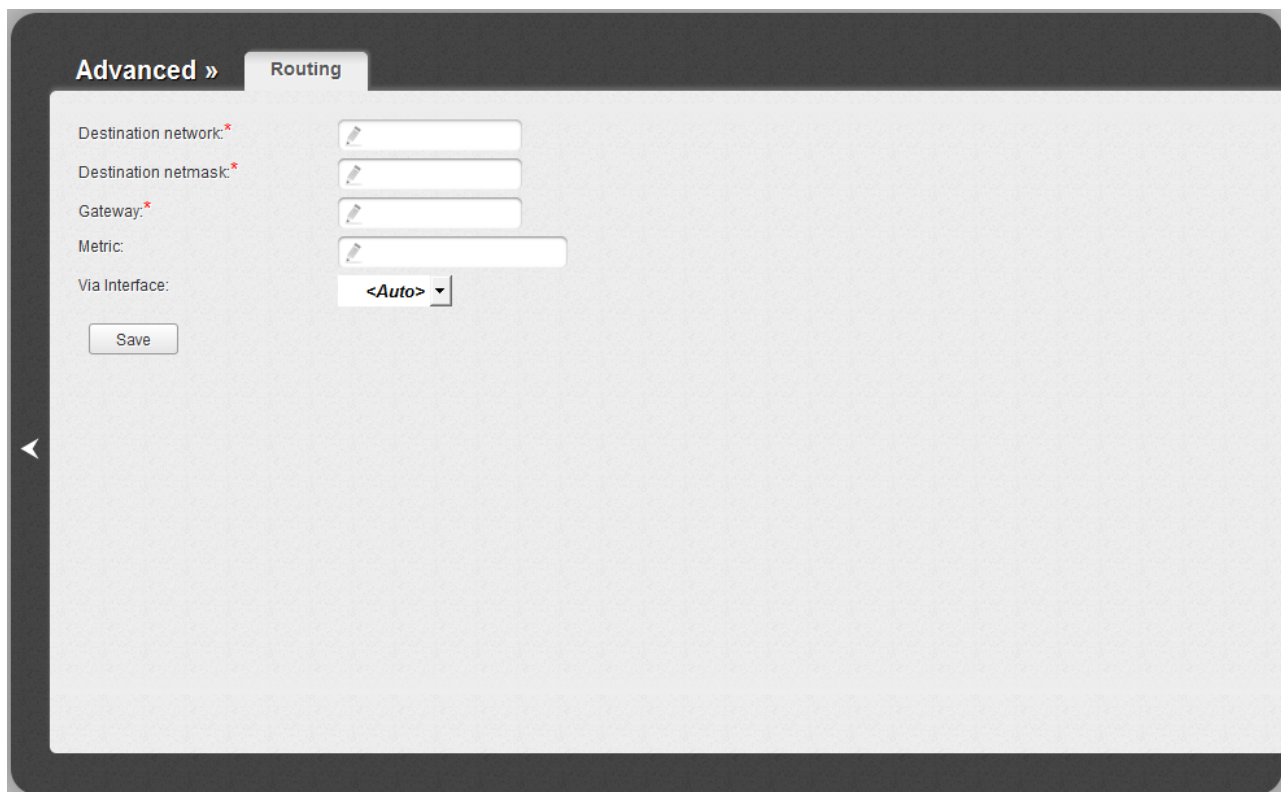 Advanced » Routing
Destination network:*
Destination netmask:*
Gateway:*
Metric:
Via Interface: <Auto>
Save